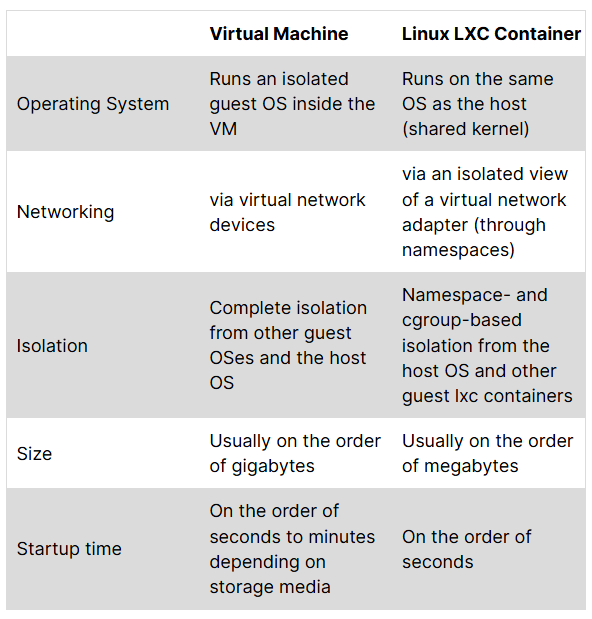 Virtual Machine
Linux LXC Container
Operating System
Runs an isolated
guest OS inside the
VM
Runs on the same
OS as the host
(shared kernel)
Networking
via virtual network
devices
via an isolated view
of a virtual network
adapter (through
namespaces)
Isolation
Complete isolation
from other guest
OSes and the host
OS
Namespace- and
cgroup-based
isolation from the
host OS and other
guest lxc containers
Size
Usually on the order
of gigabytes
Usually on the order
of megabytes
Startup time
On the order of
seconds to minutes
depending on
storage media
On the order of
seconds